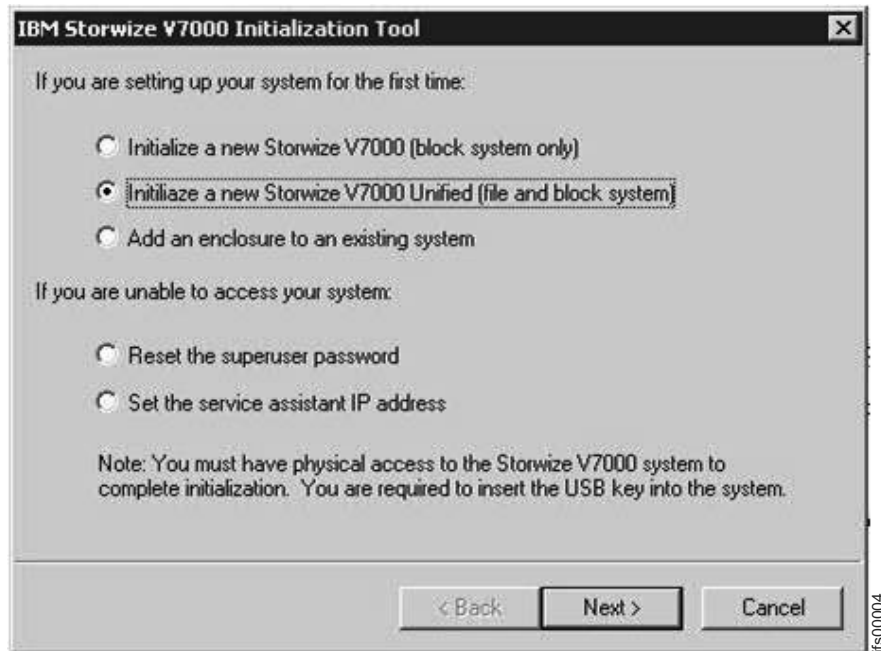 IBM Storwize V7000 Initialization Tool
If you are setting up your system for the first time:
Initialize a new Storwize V7000 (block system only)
Initiliaze a new Storwize V7000 Unified (file and block system)
Add an enclosure to an existing system
If you are unable to access your system:
Reset the superuser password
Set the service assistant IP address
Note: You must have physical access to the Storwize V7000 system to
complete initialization. You are required to insert the USB key into the system.
< Back
Next >
Cancel
ifs00004